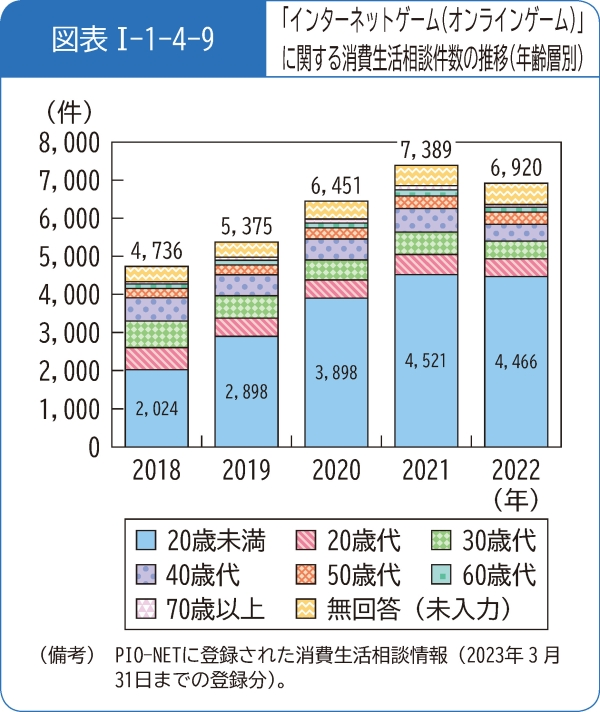 図表Ⅰ-1-4-9
「インターネットゲーム(オンラインゲーム)」
に関する消費生活相談件数の推移(年齢層別)
(件)
8,000
7,000
6,000
5,000
4,000
3,000
2,000
1,000
0
4,736
5,375
6,451
7,389
6,920
2,024
2,898
3,898
4,521
4,466
2018
2019
2020
2021
2022
(年)
20歳未満 20歳代 30歳代
40歳代 50歳代 60歳代
70歳以上 無回答(未入力)
(備考) PIO-NETに登録された消費生活相談情報(2023年3月
31日までの登録分)。